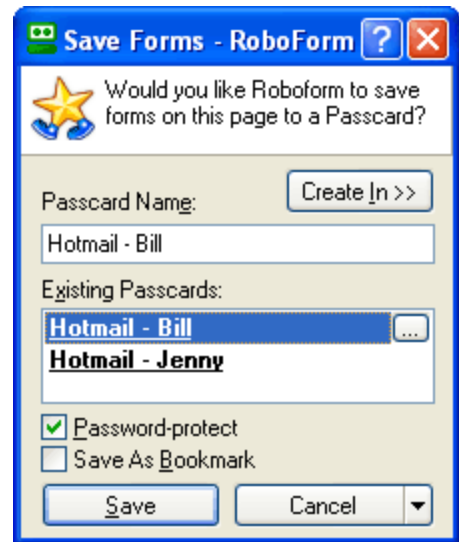 Save Forms - RoboForm
Would you like Roboform to save
forms on this page to a Passcard?
Create In >>
Passcard Name:
Hotmail - Bill
Existing Passcards:
Hotmail - Bill ...
Hotmail - Jenny
Password-protect
Save As Bookmark
Save Cancel